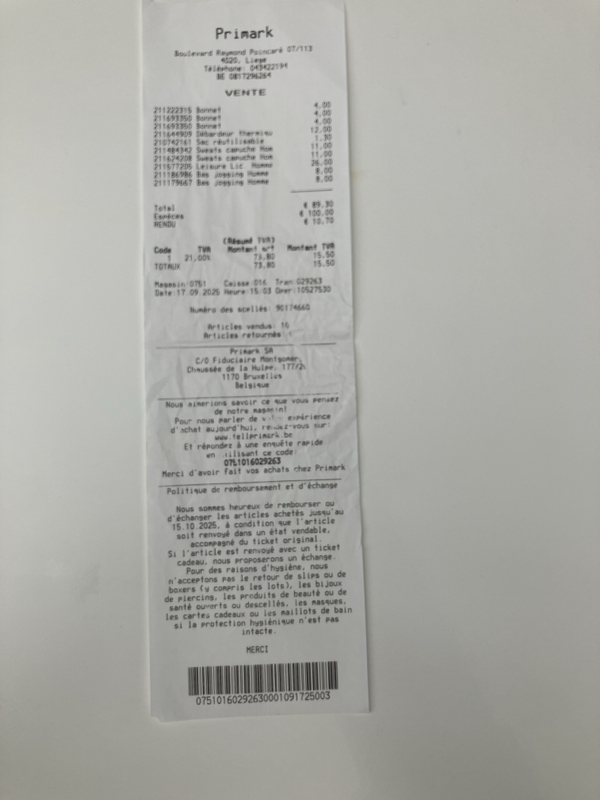 Primark
Boulevard Raymond Poincaré 07/113
4020, Liege
Téléphone: 043422194
BE 0817296264
VENTE
211222315 Bonnet 4,00
211693350 Bonnet 4,00
211693350 Bonnet 4,00
211644909 Débardeur thermiqu 12,00
210742161 Sac réutilisable 1,30
211484342 Sweats capuche Hom 11,00
211624208 Sweats capuche Hom 11,00
211577205 Leisure Lic. Homme 26,00
211186986 Bas jogging Homme 8,00
211179667 Bas jogging Homme 8,00
Total € 89,30
Espèces € 100,00
RENDU € 10,70
(Résumé TVA)
Code TVA Montant net Montant TVA
1 21,00% 73,80 15,50
TOTAUX 73,80 15,50
Magasin:0751 Caisse:016 Tran:029263
Date:17.09.2025 Heure:15:03 Oper:10527530
Numéro des scellés: 90174660
Articles vendus: 10
Articles retournés
Primark SA
C/O Fiduciaire Montgomery
Chaussée de la Hulpe, 177/20
1170 Bruxelles
Belgique
Nous aimerions savoir ce que vous pensez
de notre magasin!
Pour nous parler de votre expérience
d'achat aujourd'hui, rendez-vous sur:
www.tellprimark.be
Et répondez à une enquête rapide
en utilisant ce code:
0751016029263
Merci d'avoir fait vos achats chez Primark
Politique de remboursement et d'échange
Nous sommes heureux de rembourser ou
d'échanger les articles achetés jusqu'au
15.10.2025, à condition que l'article
soit renvoyé dans un état vendable,
accompagné du ticket original.
Si l'article est renvoyé avec un ticket
cadeau, nous proposerons un échange.
Pour des raisons d'hygiène, nous
n'acceptons pas le retour de slips ou de
boxers (y compris les lots), les bijoux
de piercing, les produits de beauté ou de
santé ouverts ou descellés, les masques,
les cartes cadeaux ou les maillots de bain
si la protection hygiénique n'est pas
intacte.
MERCI
07510160292630001091725003